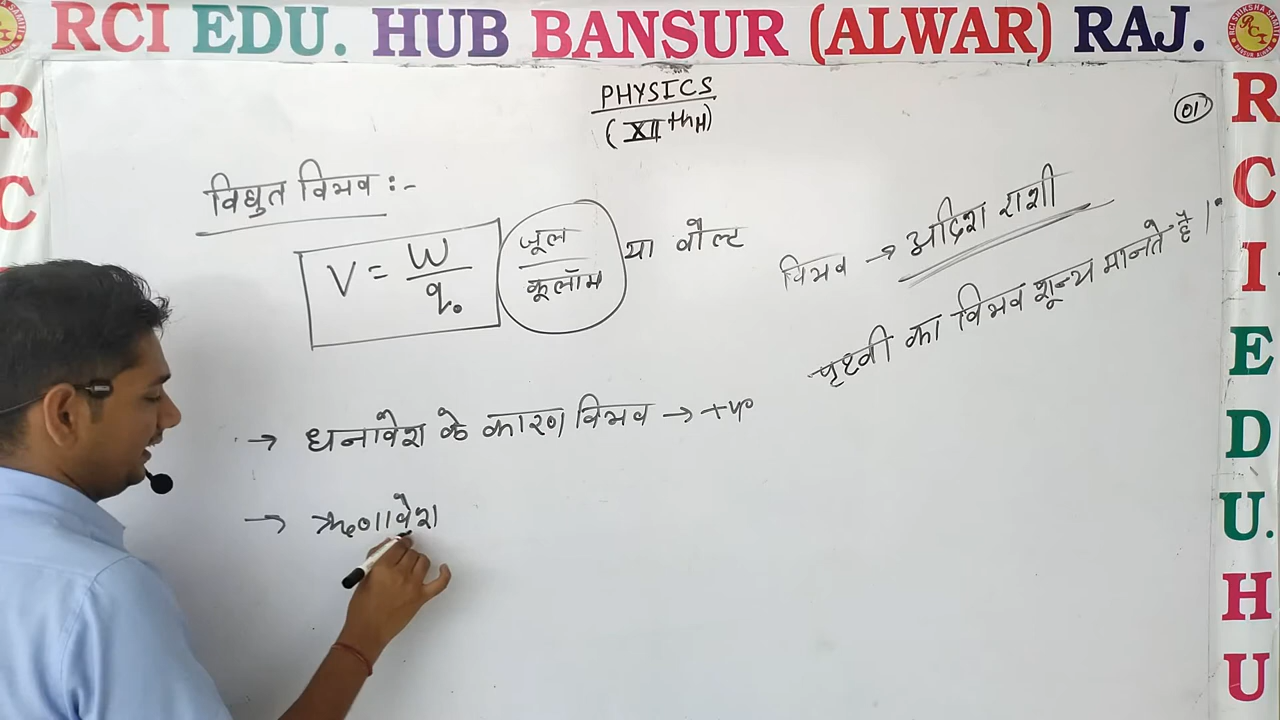 RCI EDU. HUB BANSUR (ALWAR) RAJ.
PHYSICS
(XII th H)
01
विद्युत विभव :-
V = W / q₀ जूल / कूलॉम या वोल्ट
विभव → अदिश राशी
पृथ्वी का विभव शून्य मानते है ।
→ धनावेश के कारण विभव → +ve
→ ऋणावेश
R
C
R
C
I
E
D
U.
H
U